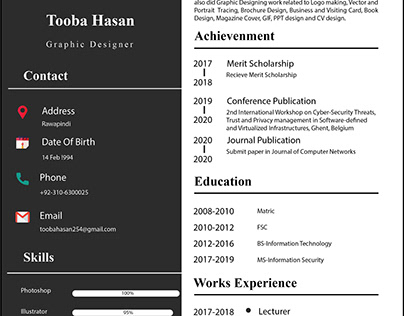 Tooba Hasan
Graphic Designer
Contact
Address
Rawapindi
Date Of Birth
14 Feb l994
Phone
+92-310-6300025
Email
toobahasan254@gmail.com
Skills
Photoshop
100%
Illustrator
95%
also did Graphic Designing work related to Logo making, Vector and
Portrait Tracing, Brochure Design, Business and Visiting Card, Book
Design, Magazine Cover, GIF, PPT design and CV design.
Achievenment
2017
2018
Merit Scholarship
Recieve Merit Scholarship
2019
2020
Conference Publication
2nd International Workshop on Cyber-Security Threats,
Trust and Privacy management in Software-defined
and Virtualized Infrastructures, Ghent, Belgium
2020
2020
Journal Publication
Submit paper in Journal of Computer Networks
Education
2008-2010 Matric
2010-2012 FSC
2012-2016 BS-Information Technology
2017-2019 MS-Information Security
Works Experience
2017-2018 • Lecturer